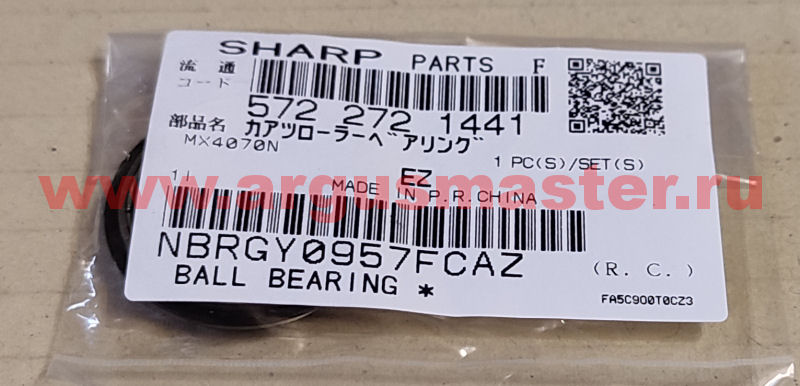 SHARP PARTS F
流通
コード
572 272 1441
部品名 カアツローラーベアリング
MX4070N
1 PC(S)/SET(S)
EZ
MADE IN P.R.CHINA
www.argusmaster.ru
NBRGY0957FCAZ
(R. C.)
BALL BEARING *
FA5C900T0CZ3